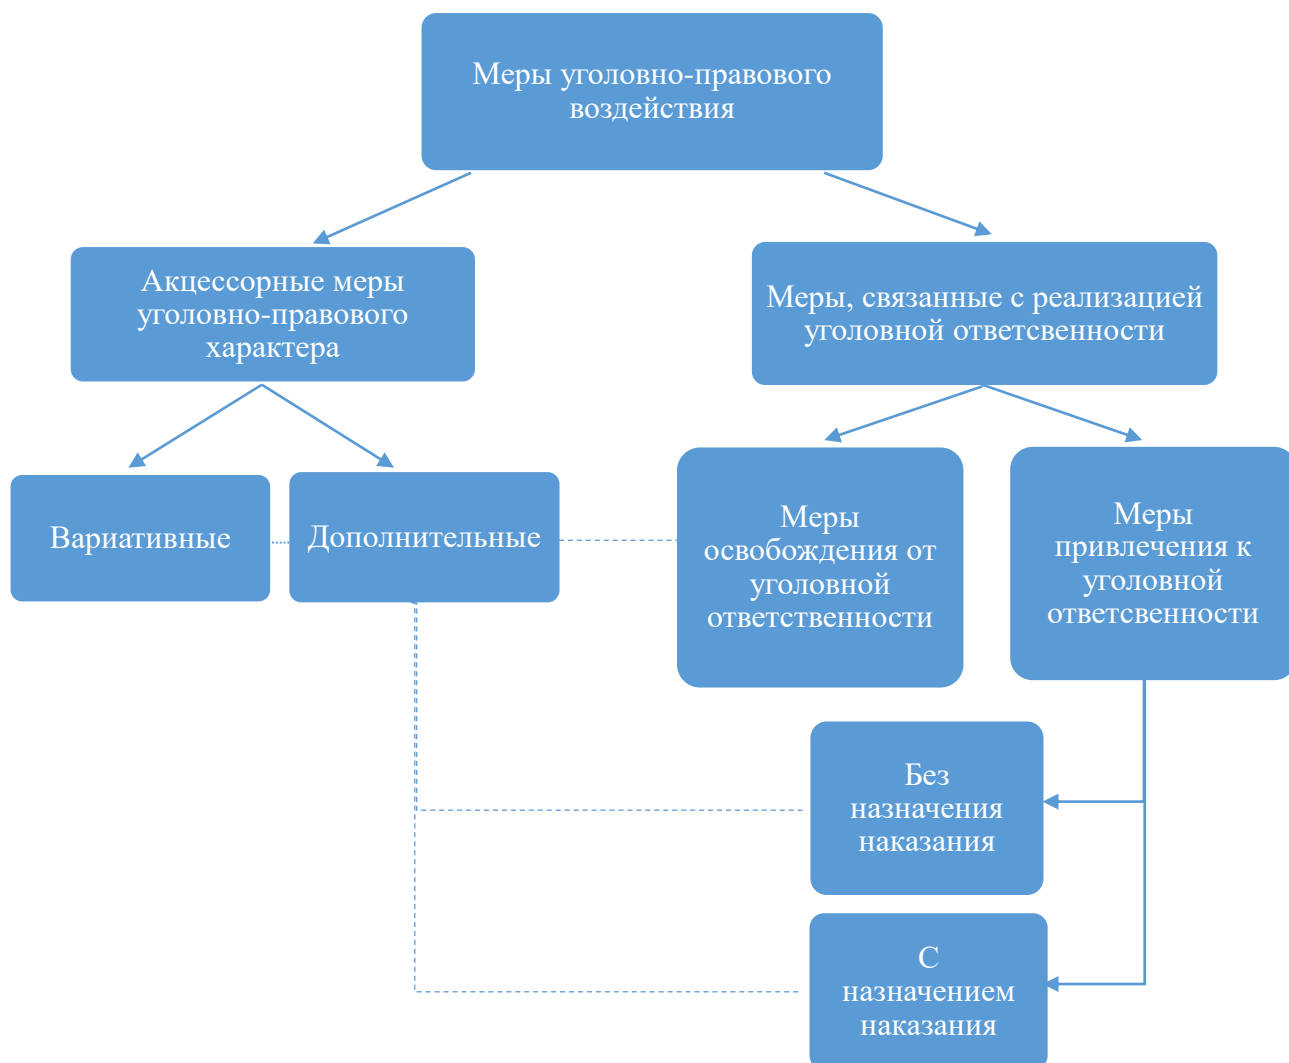 Меры уголовно-правового
воздействия
Акцессорные меры
уголовно-правового
характера
Меры, связанные с реализацией
уголовной ответсвенности
Вариативные
Дополнительные
Меры
освобождения от
уголовной
ответственности
Меры
привлечения к
уголовной
ответсвенности
Без
назначения
наказания
С
назначением
наказания